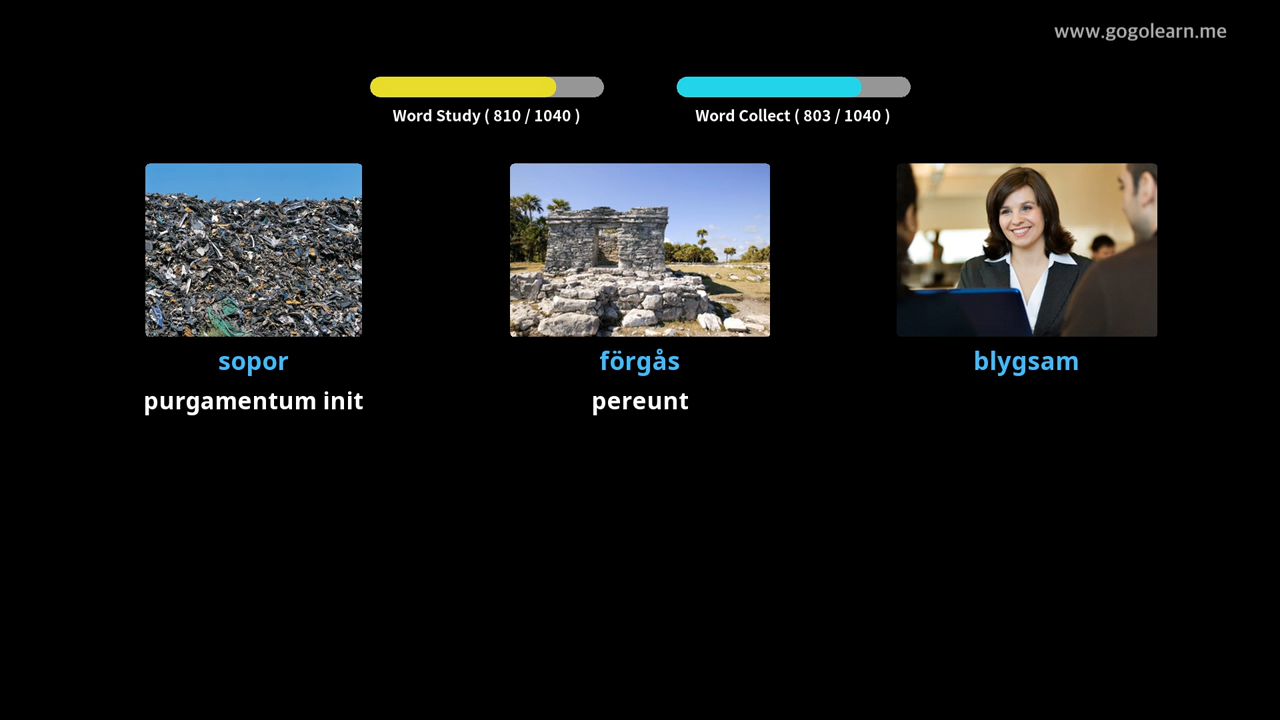 www.gogolearn.me
Word Study ( 810 / 1040 )
Word Collect ( 803 / 1040 )
sopor
förgås
blygsam
purgamentum init
pereunt